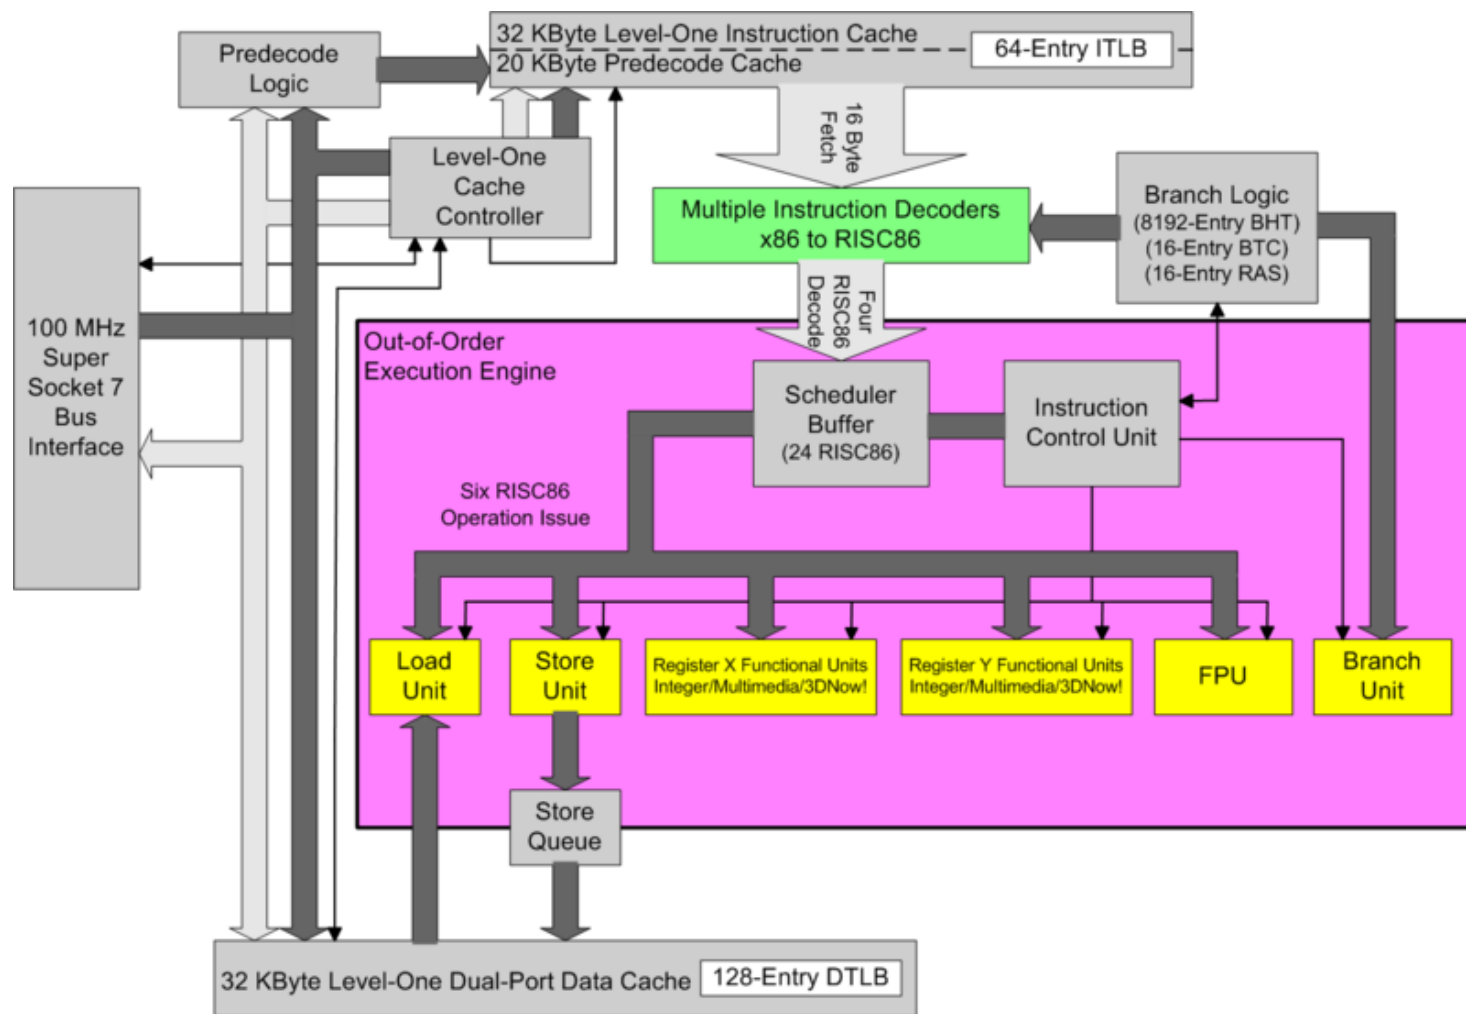 Predecode
Logic
32 KByte Level-One Instruction Cache
64-Entry ITLB
20 KByte Predecode Cache
16 Byte
Fetch
Level-One
Cache
Controller
Multiple Instruction Decoders
x86 to RISC86
Branch Logic
(8192-Entry BHT)
(16-Entry BTC)
(16-Entry RAS)
100 MHz
Super
Socket 7
Bus
Interface
Four
RISC86
Decode
Out-of-Order
Execution Engine
Scheduler
Buffer
(24 RISC86)
Instruction
Control Unit
Six RISC86
Operation Issue
Load
Unit
Store
Unit
Register X Functional Units
Integer/Multimedia/3DNow!
Register Y Functional Units
Integer/Multimedia/3DNow!
FPU
Branch
Unit
Store
Queue
32 KByte Level-One Dual-Port Data Cache
128-Entry DTLB